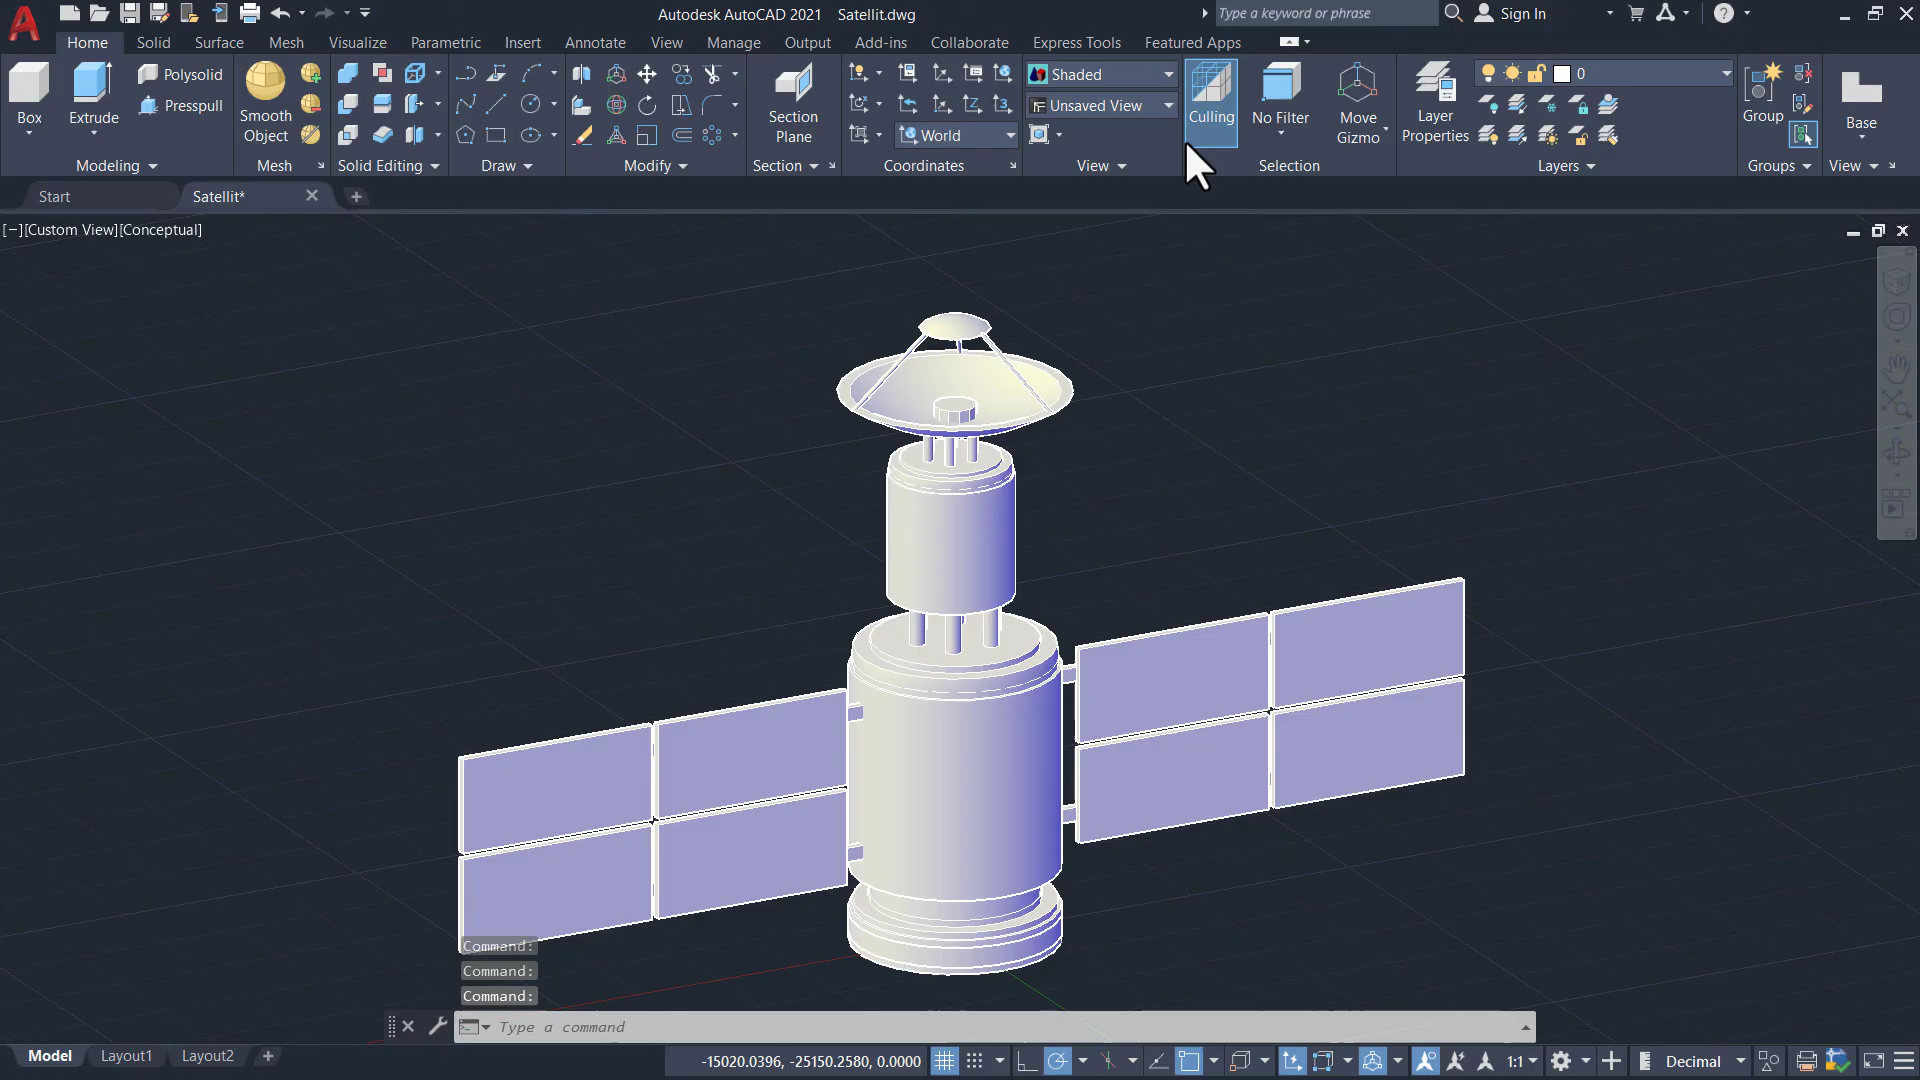 Autodesk AutoCAD 2021 Satellit.dwg
Type a keyword or phrase
Sign In
Home Solid Surface Mesh Visualize Parametric Insert Annotate View Manage Output Add-ins Collaborate Express Tools Featured Apps
Box
Extrude
Polysolid
Presspull
Smooth
Object
Section
Plane
World
Shaded
Unsaved View
Culling
No Filter
Move
Gizmo
Layer
Properties
0
Group
Base
Modeling
Mesh
Solid Editing
Draw
Modify
Section
Coordinates
View
Selection
Layers
Groups
View
Start
Satellit*
[−][Custom View][Conceptual]
Command:
Command:
Command:
Type a command
Model Layout1 Layout2
-15020.0396, -25150.2580, 0.0000
1:1
Decimal